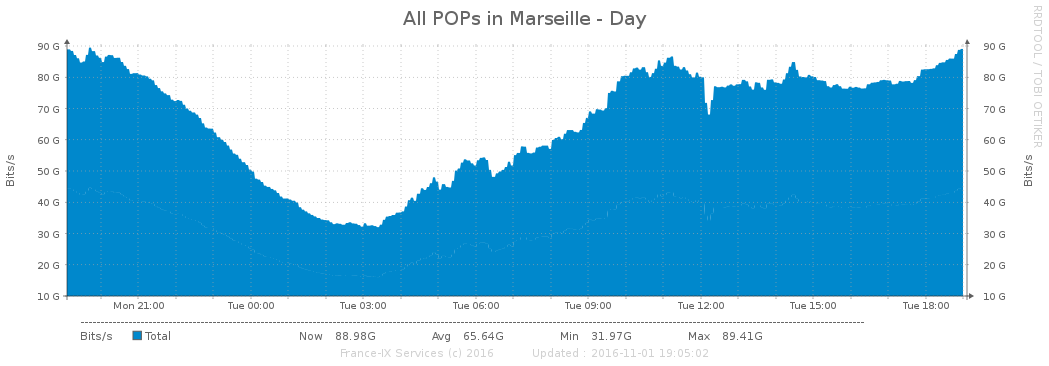 All POPs in Marseille - Day
RRDTOOL / TOBI OETIKER
Bits/s
90 G 90 G
80 G 80 G
70 G 70 G
60 G 60 G
50 G 50 G
40 G 40 G
30 G 30 G
20 G 20 G
10 G 10 G
Bits/s
Mon 21:00 Tue 00:00 Tue 03:00 Tue 06:00 Tue 09:00 Tue 12:00 Tue 15:00 Tue 18:00
Bits/s Total Now 88.98G Avg 65.64G Min 31.97G Max 89.41G
France-IX Services (c) 2016 Updated : 2016-11-01 19:05:02